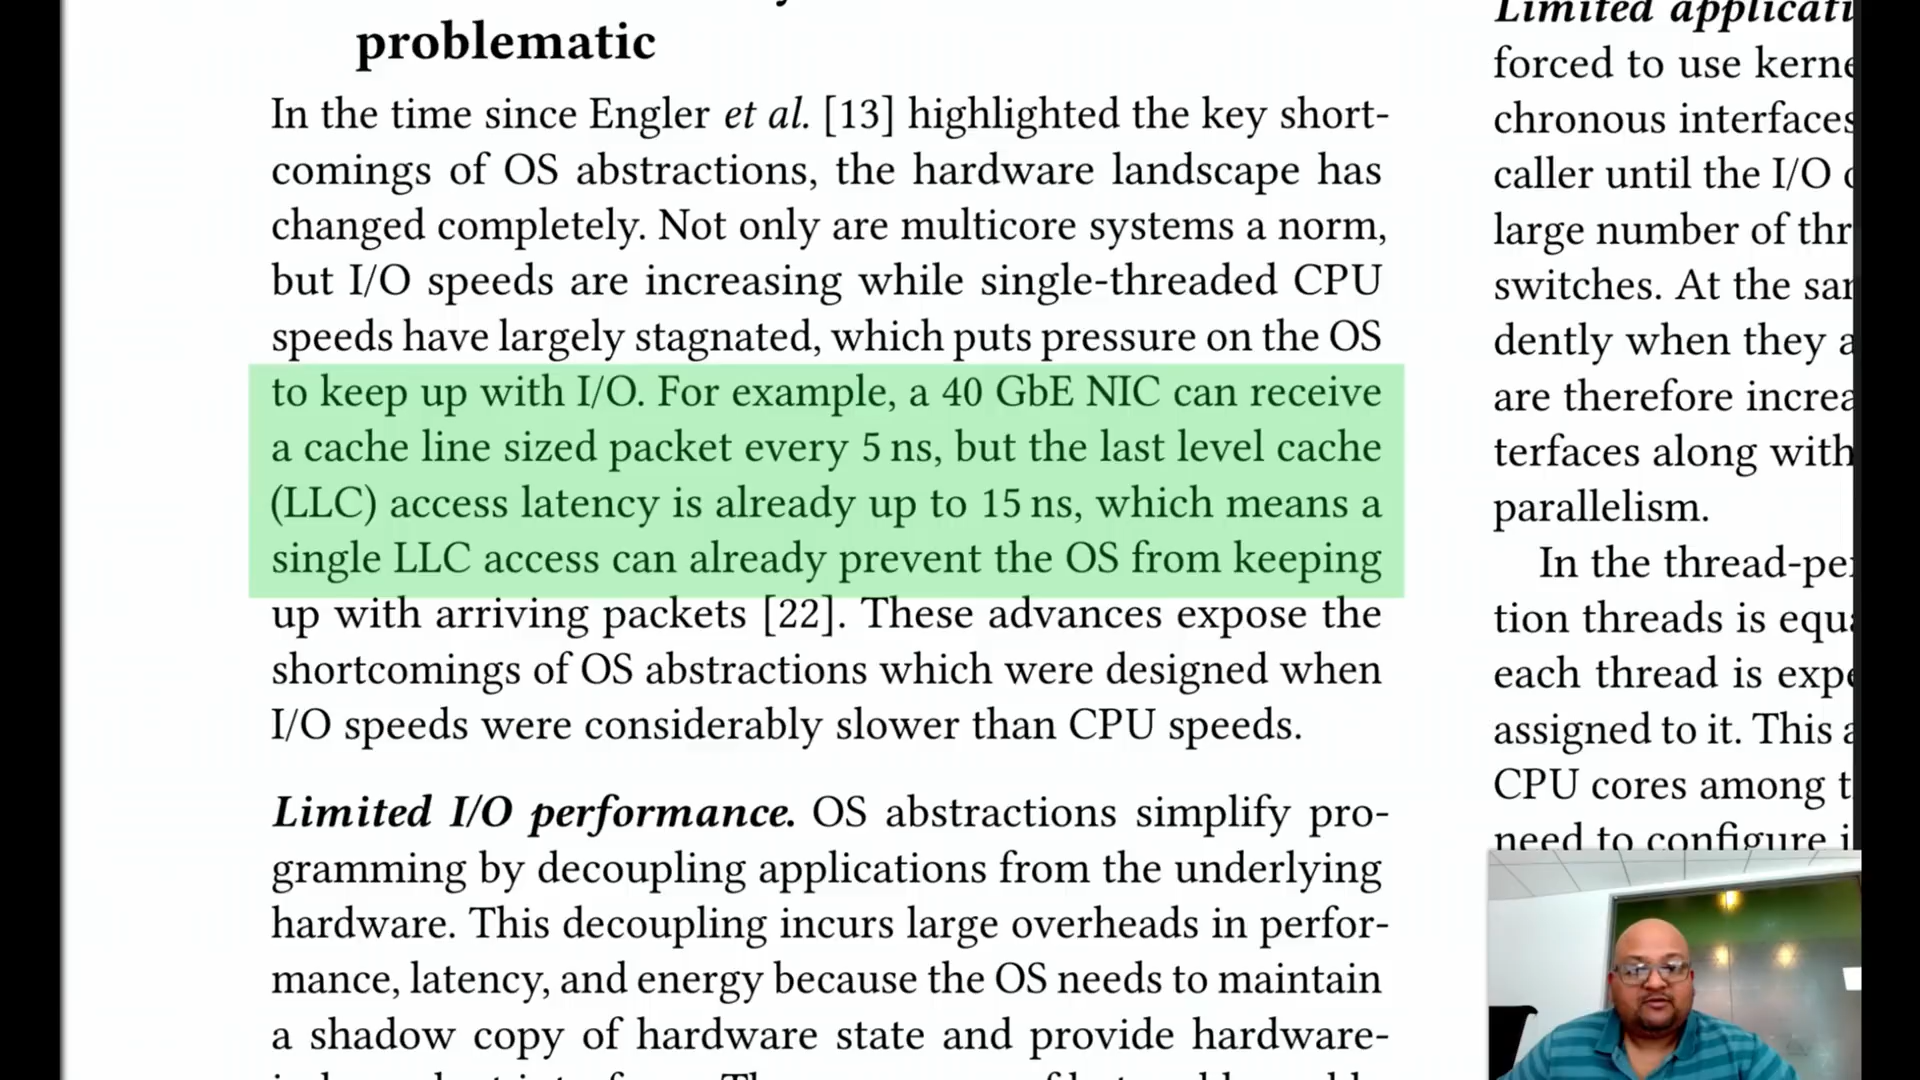 problematic
In the time since Engler et al. [13] highlighted the key short-
comings of OS abstractions, the hardware landscape has
changed completely. Not only are multicore systems a norm,
but I/O speeds are increasing while single-threaded CPU
speeds have largely stagnated, which puts pressure on the OS
to keep up with I/O. For example, a 40 GbE NIC can receive
a cache line sized packet every 5 ns, but the last level cache
(LLC) access latency is already up to 15 ns, which means a
single LLC access can already prevent the OS from keeping
up with arriving packets [22]. These advances expose the
shortcomings of OS abstractions which were designed when
I/O speeds were considerably slower than CPU speeds.
Limited I/O performance. OS abstractions simplify pro-
gramming by decoupling applications from the underlying
hardware. This decoupling incurs large overheads in perfor-
mance, latency, and energy because the OS needs to maintain
a shadow copy of hardware state and provide hardware-
Limited applicati
forced to use kerne
chronous interfaces
caller until the I/O
large number of thr
switches. At the sa
dently when they a
are therefore increa
terfaces along with
parallelism.
In the thread-pe
tion threads is equ
each thread is exp
assigned to it. This a
CPU cores among t
need to configure i